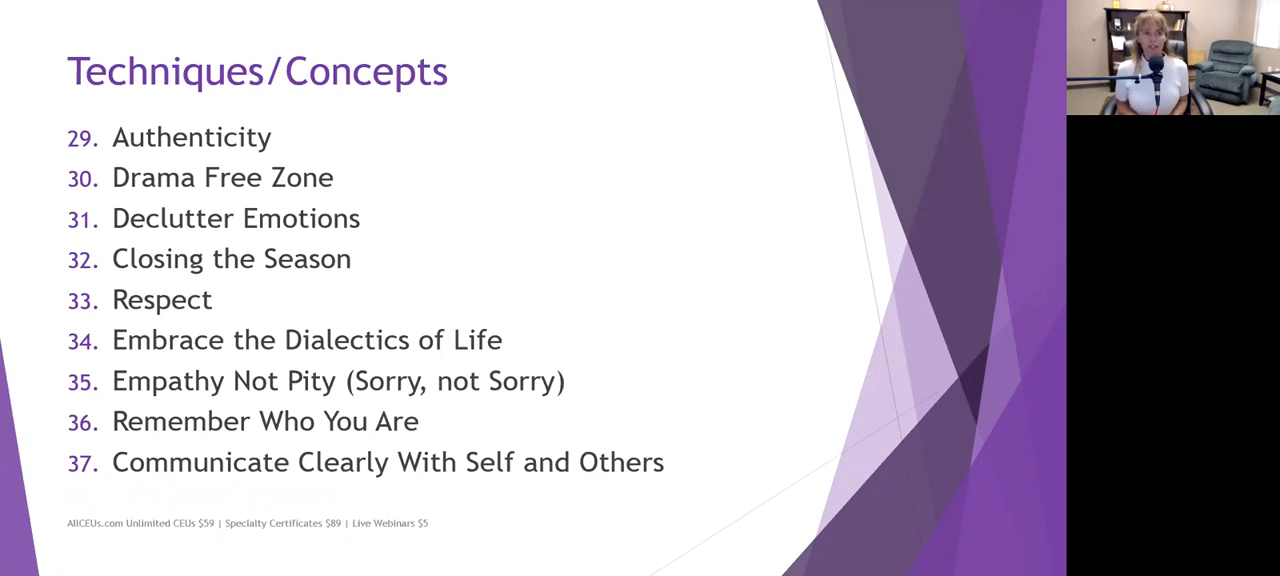 Techniques/Concepts
29. Authenticity
30. Drama Free Zone
31. Declutter Emotions
32. Closing the Season
33. Respect
34. Embrace the Dialectics of Life
35. Empathy Not Pity (Sorry, not Sorry)
36. Remember Who You Are
37. Communicate Clearly With Self and Others
AllCEUs.com Unlimited CEUs $59 | Specialty Certificates $89 | Live Webinars $5